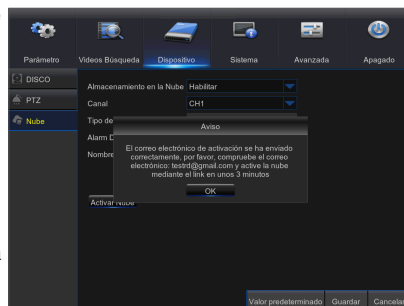 Parámetro Videos Búsqueda Dispositivo Sistema Avanzada Apagado
DISCO
PTZ
Nube
Almacenamiento en la Nube Habilitar
Canal CH1
Tipo de
Alarm D
Nombre
Aviso
El correo electrónico de activación se ha enviado
correctamente, por favor, compruebe el correo
electrónico: testrd@gmail.com y active la nube
mediante el link en unos 3 minutos
OK
Activar Nube
Valor predeterminado Guardar Cancelar